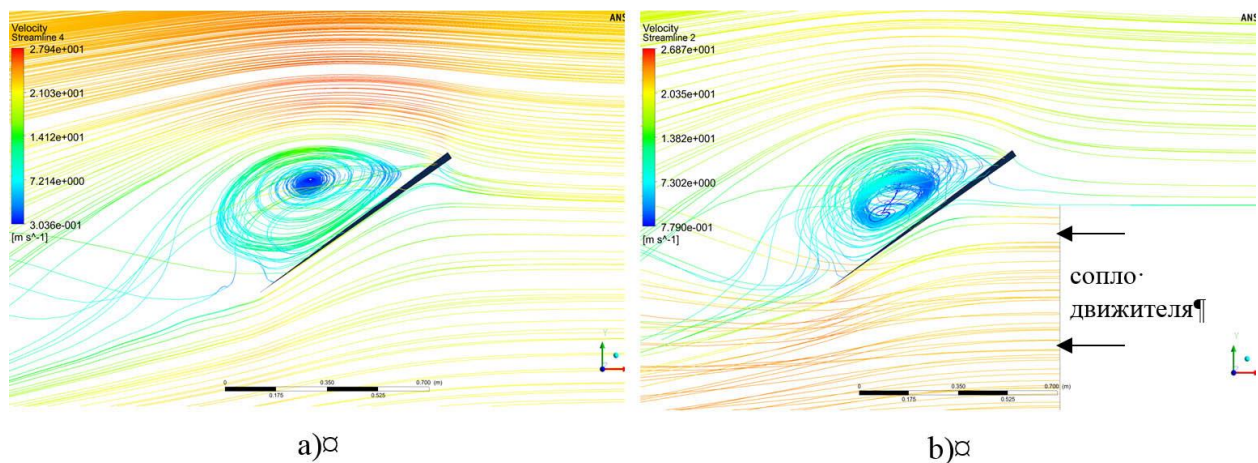 Velocity
Streamline 4
2.794e+001
2.103e+001
1.412e+001
7.214e+000
3.036e-001
[m s^-1]
ANS
Y
0 0.350 0.700 (m)
0.175 0.525
a)¤
Velocity
Streamline 2
2.687e+001
2.035e+001
1.382e+001
7.302e+000
7.790e-001
[m s^-1]
ANS
сопло·
движителя¶
Y
0 0.350 0.700 (m)
0.175 0.525
b)¤